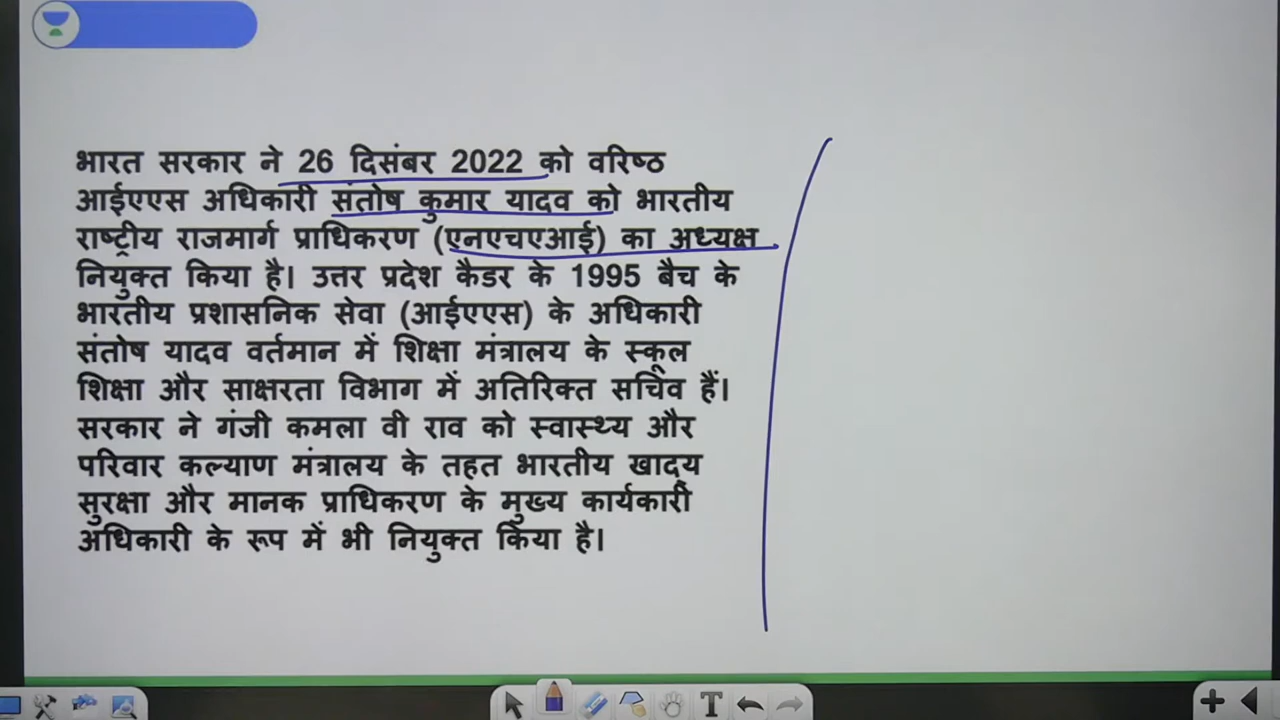 भारत सरकार ने 26 दिसंबर 2022 को वरिष्ठ
आईएएस अधिकारी संतोष कुमार यादव को भारतीय
राष्ट्रीय राजमार्ग प्राधिकरण (एनएचएआई) का अध्यक्ष
नियुक्त किया है। उत्तर प्रदेश कैडर के 1995 बैच के
भारतीय प्रशासनिक सेवा (आईएएस) के अधिकारी
संतोष यादव वर्तमान में शिक्षा मंत्रालय के स्कूल
शिक्षा और साक्षरता विभाग में अतिरिक्त सचिव हैं।
सरकार ने गंजी कमला वी राव को स्वास्थ्य और
परिवार कल्याण मंत्रालय के तहत भारतीय खाद्य
सुरक्षा और मानक प्राधिकरण के मुख्य कार्यकारी
अधिकारी के रूप में भी नियुक्त किया है।
T